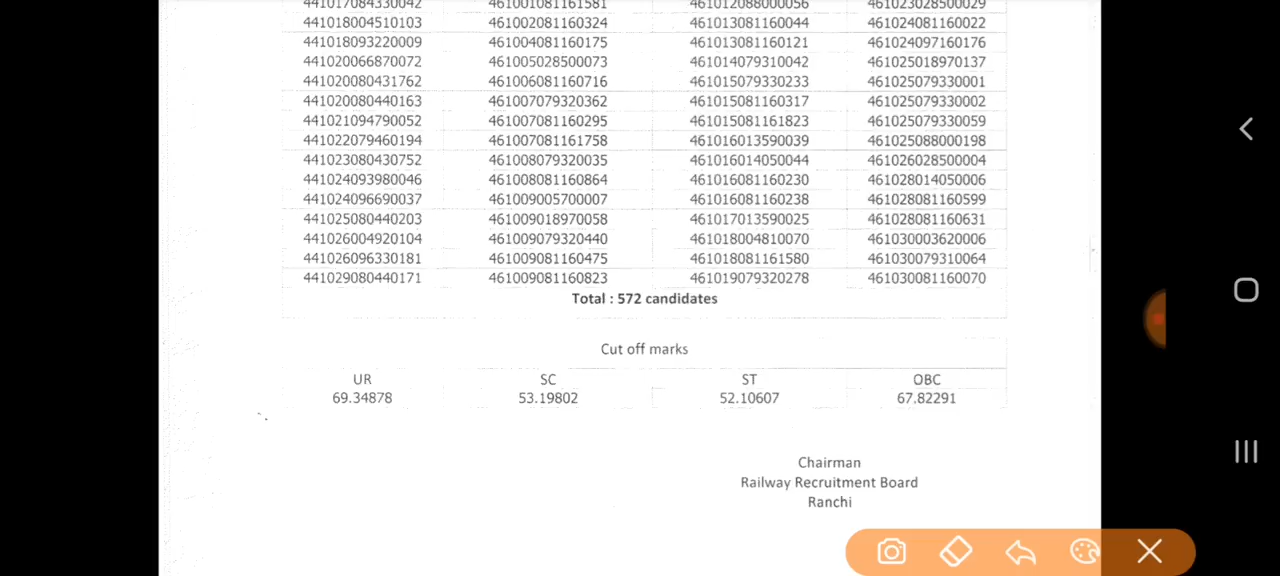 441017084330042 461001081161581 461012088000056 461023028500029
441018004510103 461002081160324 461013081160044 461024081160022
441018093220009 461004081160175 461013081160121 461024097160176
441020066870072 461005028500073 461014079310042 461025018970137
441020080431762 461006081160716 461015079330233 461025079330001
441020080440163 461007079320362 461015081160317 461025079330002
441021094790052 461007081160295 461015081161823 461025079330059
441022079460194 461007081161758 461016013590039 461025088000198
441023080430752 461008079320035 461016014050044 461026028500004
441024093980046 461008081160864 461016081160230 461028014050006
441024096690037 461009005700007 461016081160238 461028081160599
441025080440203 461009018970058 461017013590025 461028081160631
441026004920104 461009079320440 461018004810070 461030003620006
441026096330181 461009081160475 461018081161580 461030079310064
441029080440171 461009081160823 461019079320278 461030081160070
Total : 572 candidates
Cut off marks
UR SC ST OBC
69.34878 53.19802 52.10607 67.82291
Chairman
Railway Recruitment Board
Ranchi